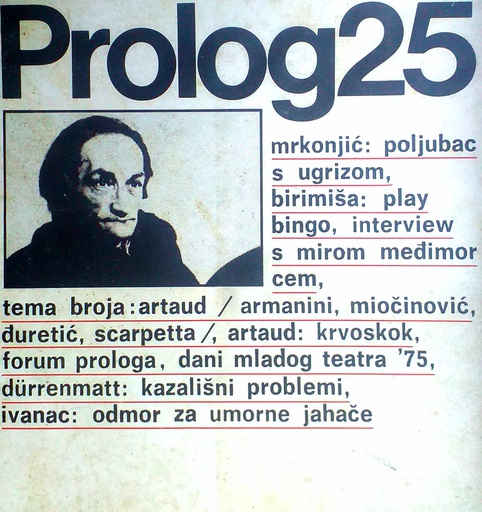 Prolog25
mrkonjić: poljubac
s ugrizom,
birimiša: play
bingo, interview
s mirom međimor
cem,
tema broja:artaud / armanini, miočinović,
đuretić, scarpetta /, artaud: krvoskok,
forum prologa, dani mladog teatra '75,
dürrenmatt: kazališni problemi,
ivanac: odmor za umorne jahače